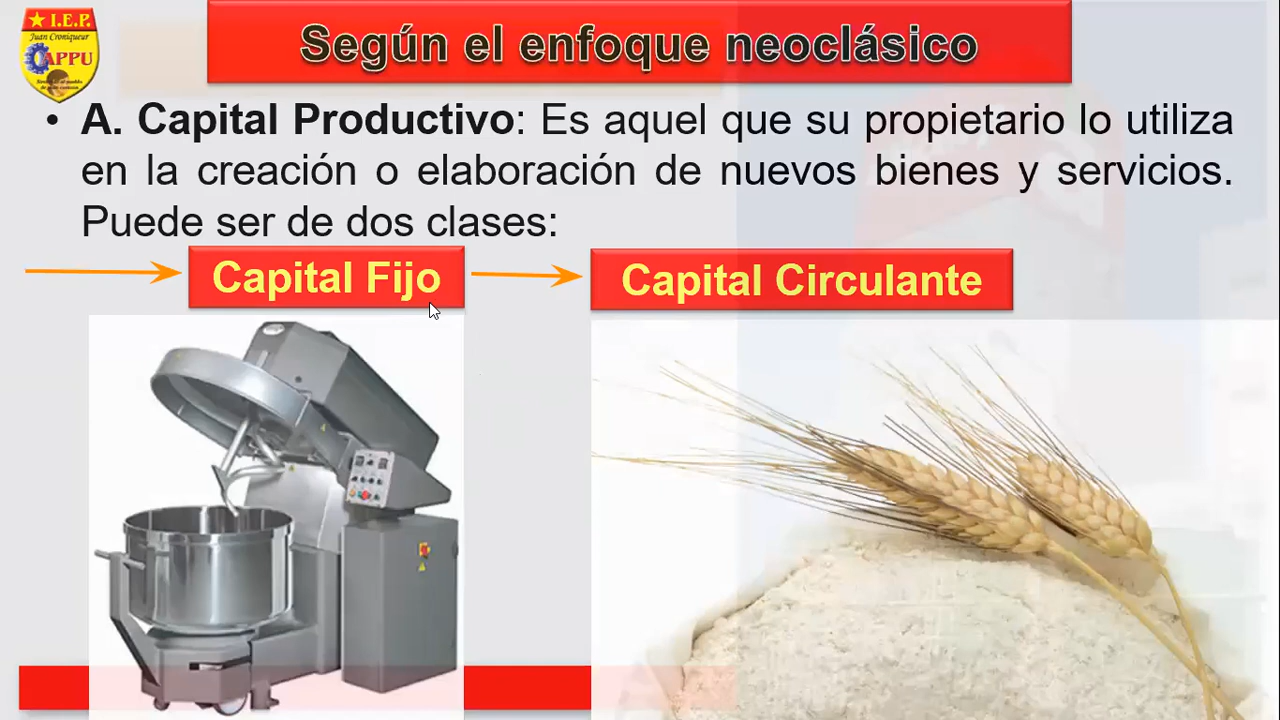 I.E.P.
Juan Croniqueur
APPU
Según el enfoque neoclásico
• A. Capital Productivo: Es aquel que su propietario lo utiliza
en la creación o elaboración de nuevos bienes y servicios.
Puede ser de dos clases:
Capital Fijo
Capital Circulante